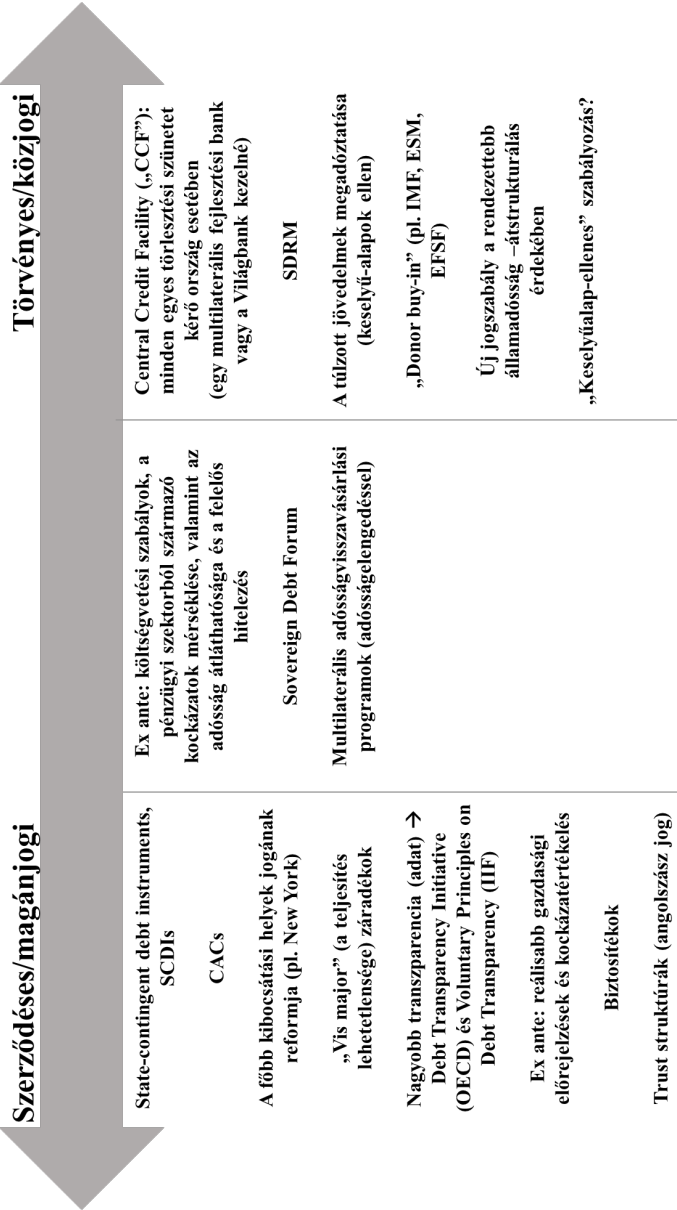 Szerződéses/magánjogi
Törvényes/közjogi
State-contingent debt instruments,
SCDIs
CACs
A főbb kibocsátási helyek jogának
reformja (pl. New York)
„Vis major” (a teljesítés
lehetetlensége) záradékok
Nagyobb transzparencia (adat) →
Debt Transparency Initiative
(OECD) és Voluntary Principles on
Debt Transparency (IIF)
Ex ante: reálisabb gazdasági
előrejelzések és kockázatértékelés
Biztosítékok
Trust struktúrák (angolszász jog)
Ex ante: költségvetési szabályok, a
pénzügyi szektorból származó
kockázatok mérséklése, valamint az
adósság átláthatósága és a felelős
hitelezés
Sovereign Debt Forum
Multilaterális adósságvisszavásárlási
programok (adósságelengedéssel)
Central Credit Facility („CCF”):
minden egyes törlesztési szünetet
kérő ország esetében
(egy multilaterális fejlesztési bank
vagy a Világbank kezelné)
SDRM
A túlzott jövedelmek megadóztatása
(keselyű-alapok ellen)
„Donor buy-in” (pl. IMF, ESM,
EFSF)
Új jogszabály a rendezettebb
államadósság –átstrukturálás
érdekében
„Keselyűalap-ellenes” szabályozás?